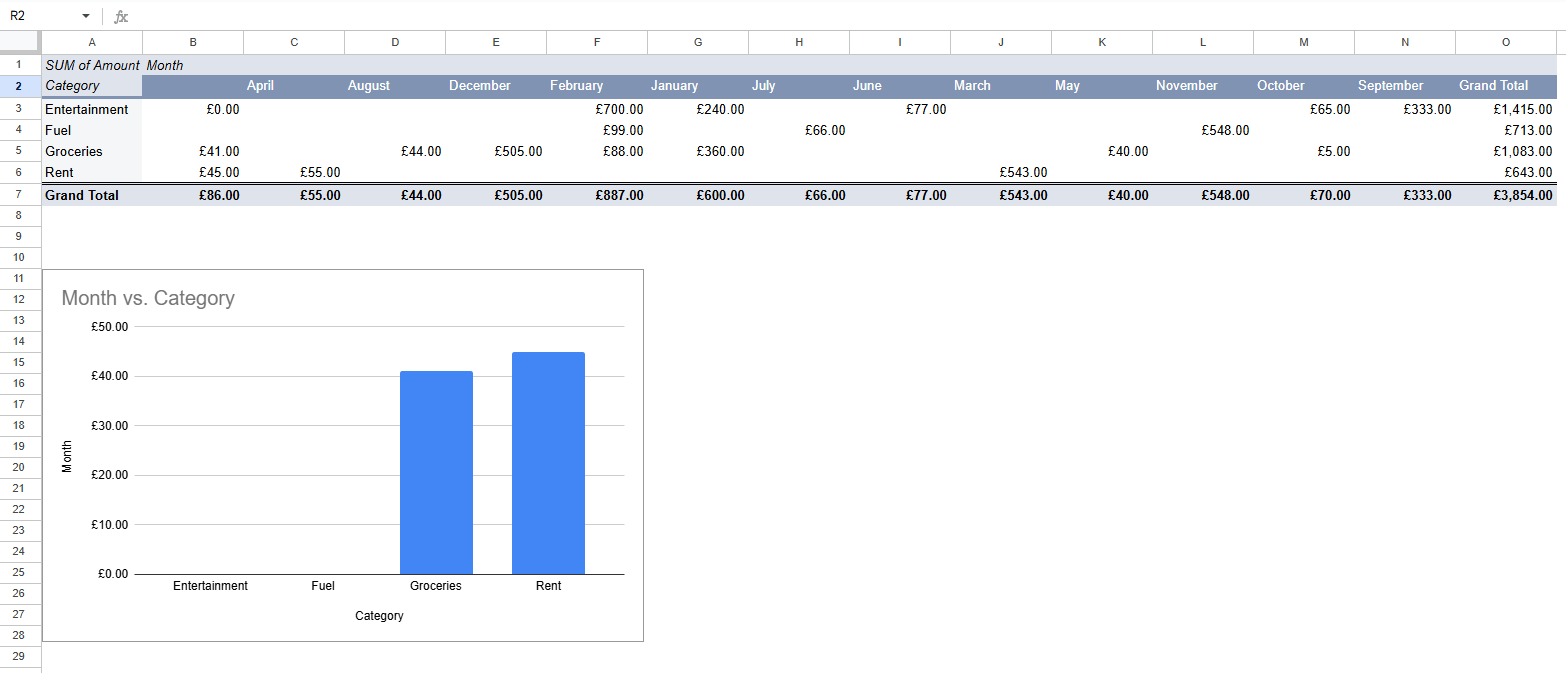 R2 fx
A B C D E F G H I J K L M N O
1 SUM of Amount Month
2 Category April August December February January July June March May November October September Grand Total
3 Entertainment £0.00 £700.00 £240.00 £77.00 £65.00 £333.00 £1,415.00
4 Fuel £99.00 £66.00 £548.00 £713.00
5 Groceries £41.00 £44.00 £505.00 £88.00 £360.00 £40.00 £5.00 £1,083.00
6 Rent £45.00 £55.00 £543.00 £643.00
7 Grand Total £86.00 £55.00 £44.00 £505.00 £887.00 £600.00 £66.00 £77.00 £543.00 £40.00 £548.00 £70.00 £333.00 £3,854.00
8
9
10
11
12
13
14
15
16
17
18
19
20
21
22
23
24
25
26
27
28
29
Month vs. Category
£50.00
£40.00
£30.00
£20.00
£10.00
£0.00
Month
Entertainment Fuel Groceries Rent
Category